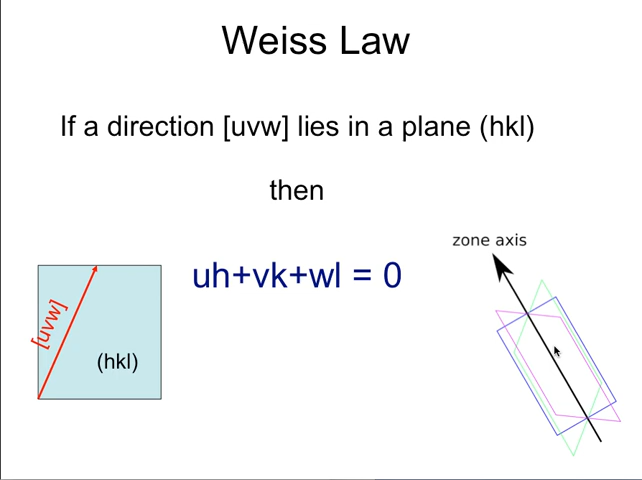 Weiss Law
If a direction [uvw] lies in a plane (hkl)
then
zone axis
uh+vk+wl = 0
[uvw]
(hkl)